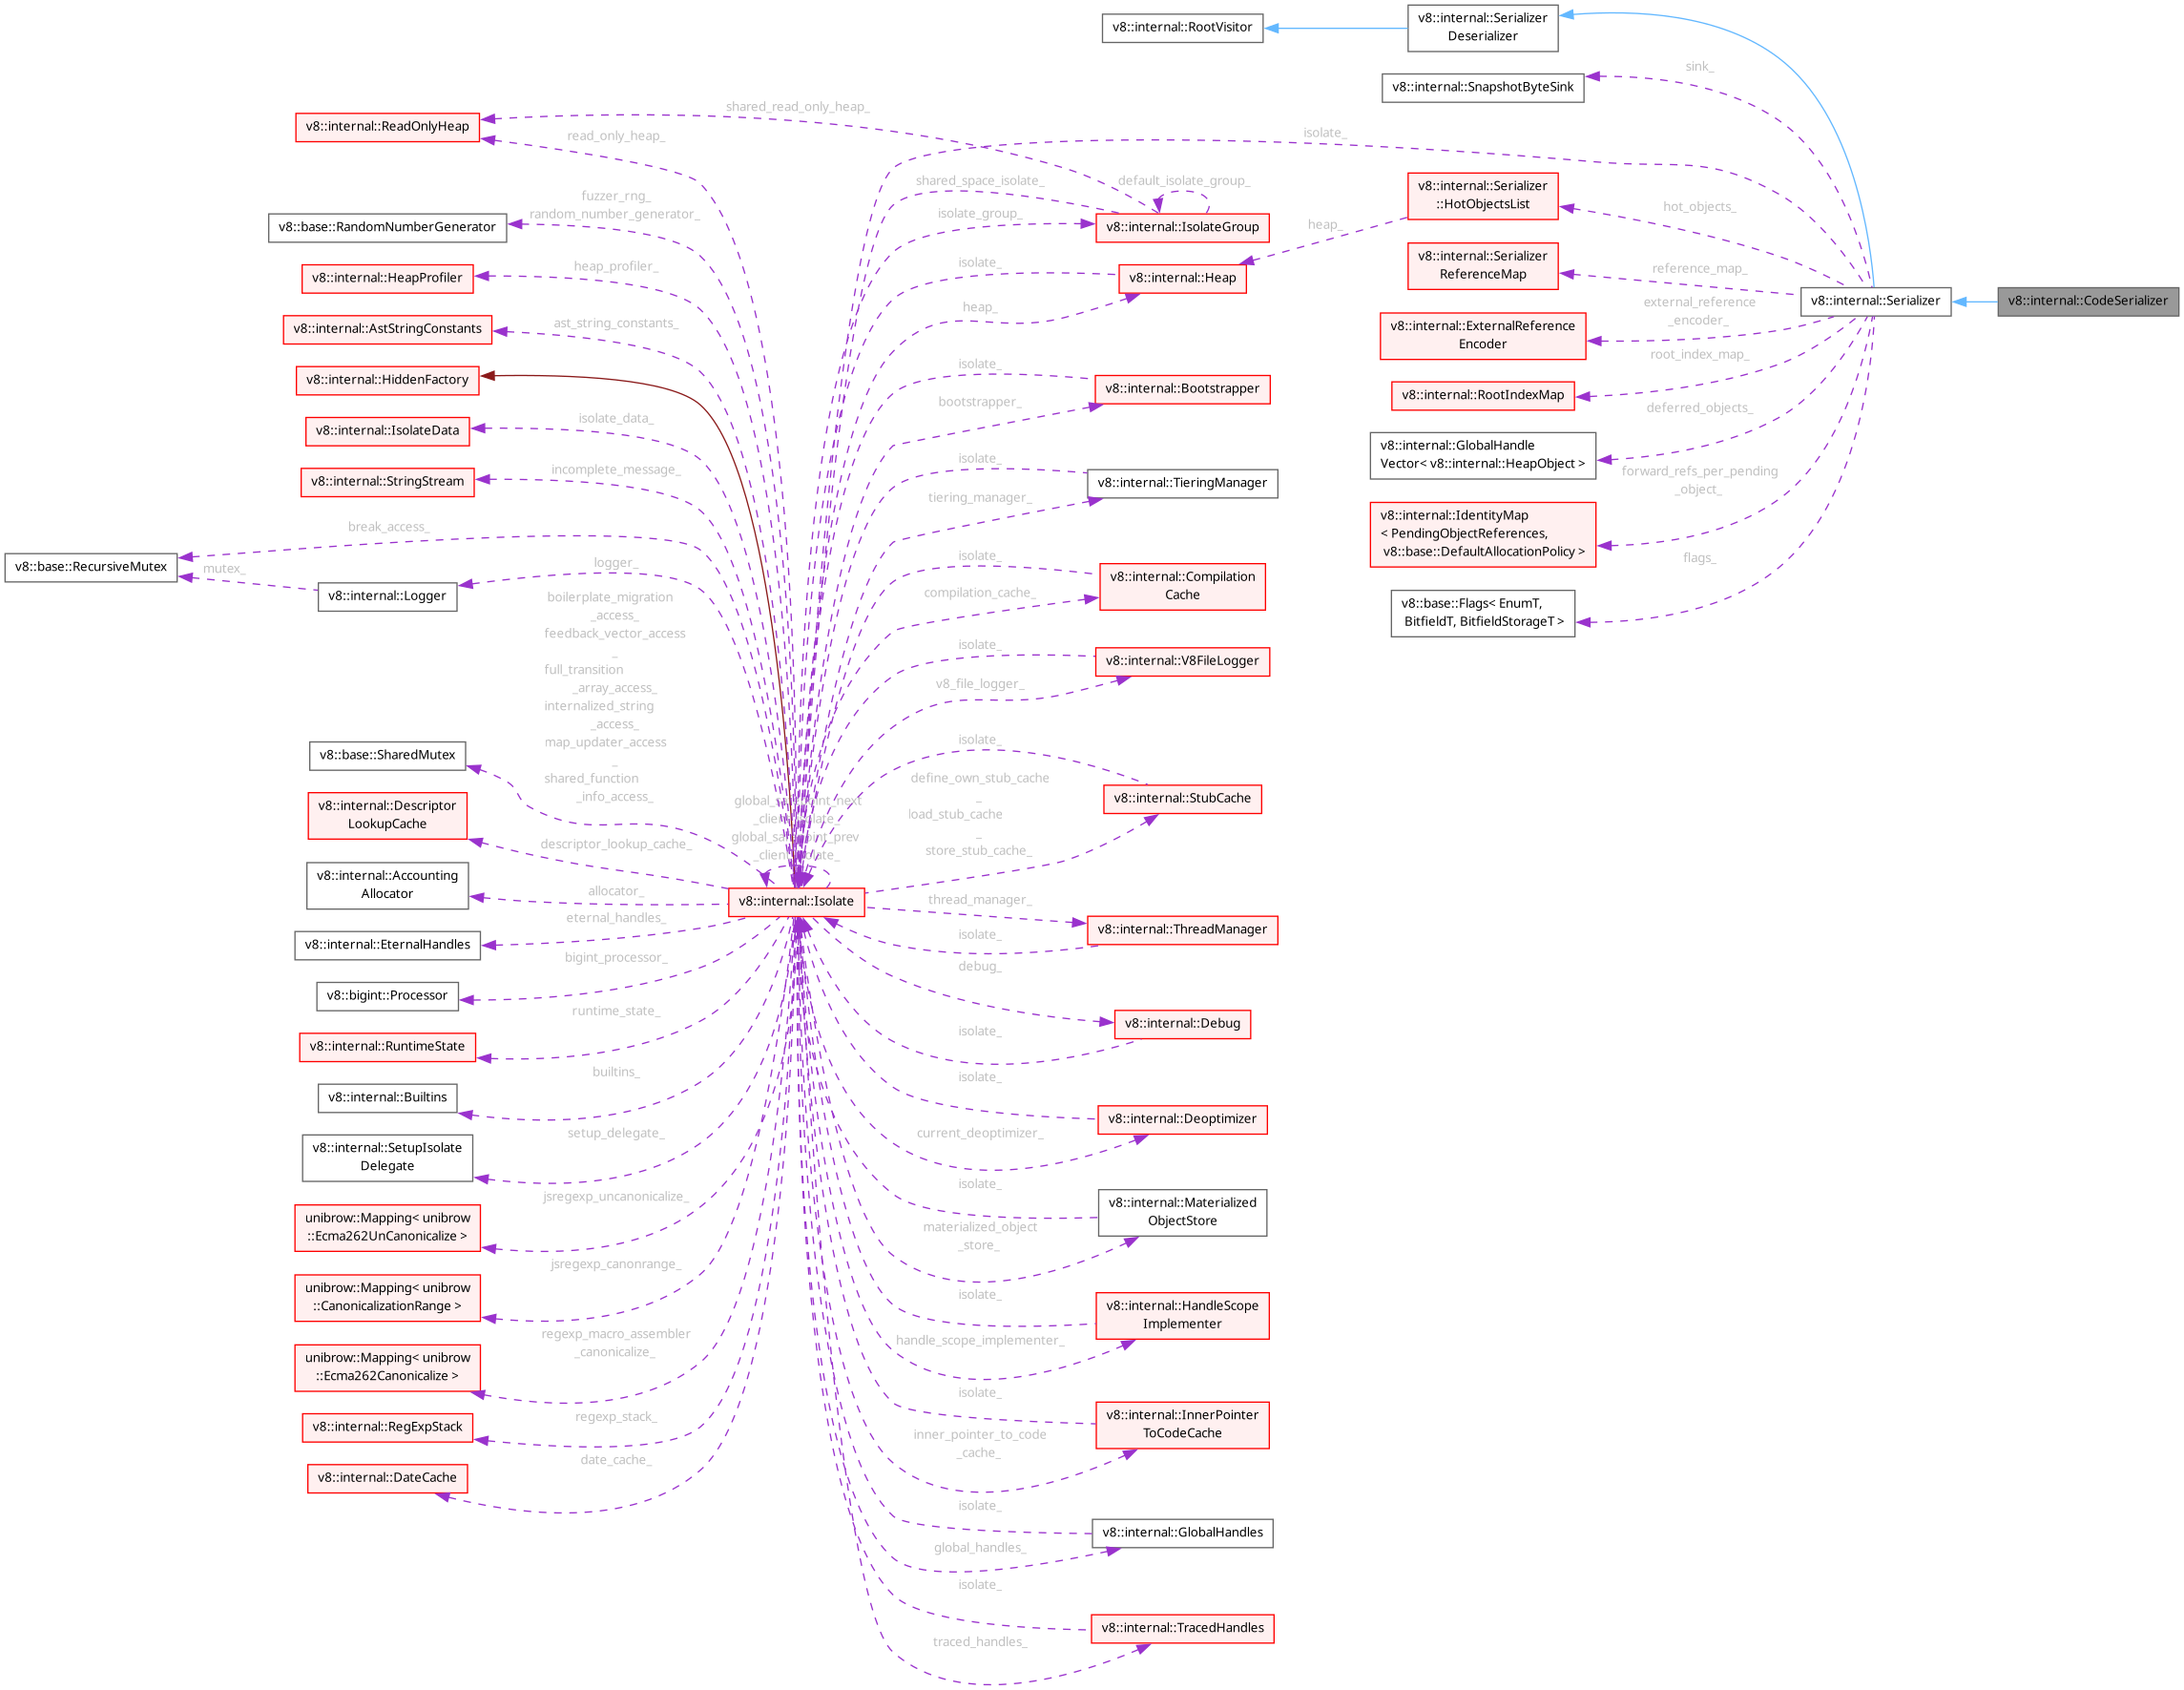 v8::internal::RootVisitor
v8::internal::Serializer
Deserializer
sink_
v8::internal::SnapshotByteSink
shared_read_only_heap_
v8::internal::ReadOnlyHeap
read_only_heap_
isolate_
shared_space_isolate_
default_isolate_group_
v8::internal::Serializer
::HotObjectsList
hot_objects_
fuzzer_rng_
random_number_generator_
v8::base::RandomNumberGenerator
isolate_group_
v8::internal::IsolateGroup
heap_
v8::internal::HeapProfiler
heap_profiler_
isolate_
v8::internal::Heap
v8::internal::Serializer
ReferenceMap
reference_map_
v8::internal::Serializer
v8::internal::CodeSerializer
heap_
external_reference
_encoder_
v8::internal::AstStringConstants
ast_string_constants_
v8::internal::ExternalReference
Encoder
root_index_map_
v8::internal::HiddenFactory
isolate_
v8::internal::Bootstrapper
bootstrapper_
v8::internal::RootIndexMap
deferred_objects_
v8::internal::IsolateData
isolate_data_
v8::internal::GlobalHandle
Vector< v8::internal::HeapObject >
isolate_
v8::internal::TieringManager
tiering_manager_
forward_refs_per_pending
_object_
v8::internal::StringStream
incomplete_message_
v8::internal::IdentityMap
< PendingObjectReferences,
v8::base::DefaultAllocationPolicy >
break_access_
v8::base::RecursiveMutex
mutex_
v8::internal::Logger
logger_
isolate_
v8::internal::Compilation
Cache
compilation_cache_
flags_
v8::base::Flags< EnumT,
BitfieldT, BitfieldStorageT >
boilerplate_migration
_access_
feedback_vector_access
_
full_transition
_array_access_
internalized_string
_access_
map_updater_access
_
shared_function
_info_access_
isolate_
v8::internal::V8FileLogger
v8_file_logger_
v8::base::SharedMutex
isolate_
define_own_stub_cache
_
load_stub_cache
_
store_stub_cache_
v8::internal::StubCache
v8::internal::Descriptor
LookupCache
descriptor_lookup_cache_
v8::internal::Accounting
Allocator
allocator_
v8::internal::Isolate
thread_manager_
v8::internal::ThreadManager
isolate_
v8::internal::EternalHandles
eternal_handles_
v8::bigint::Processor
bigint_processor_
debug_
v8::internal::Debug
isolate_
v8::internal::RuntimeState
runtime_state_
v8::internal::Builtins
builtins_
isolate_
v8::internal::Deoptimizer
current_deoptimizer_
v8::internal::SetupIsolate
Delegate
setup_delegate_
isolate_
v8::internal::Materialized
ObjectStore
materialized_object
_store_
unibrow::Mapping< unibrow
::Ecma262UnCanonicalize >
jsregexp_uncanonicalize_
unibrow::Mapping< unibrow
::CanonicalizationRange >
jsregexp_canonrange_
isolate_
v8::internal::HandleScope
Implementer
handle_scope_implementer_
unibrow::Mapping< unibrow
::Ecma262Canonicalize >
regexp_macro_assembler
_canonicalize_
isolate_
v8::internal::InnerPointer
ToCodeCache
inner_pointer_to_code
_cache_
v8::internal::RegExpStack
regexp_stack_
v8::internal::DateCache
date_cache_
isolate_
v8::internal::GlobalHandles
global_handles_
isolate_
v8::internal::TracedHandles
traced_handles_